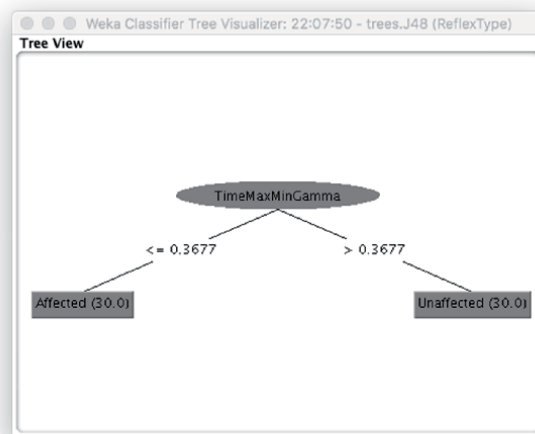 Weka Classifier Tree Visualizer: 22:07:50 - trees.J48 (ReflexType)
Tree View
TimeMaxMinGamma
<= 0.3677
> 0.3677
Affected (30.0)
Unaffected (30.0)